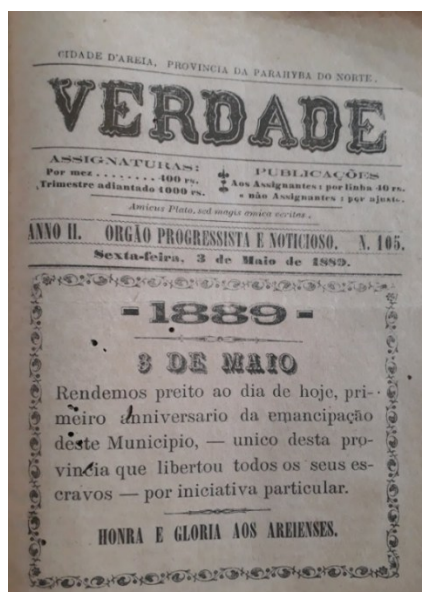 CIDADE D'AREIA, PROVINCIA DA PARAHYBA DO NORTE.
VERDADE
ASSIGNATURAS:
Por mez ........ 400 rs.
Trimestre adiantado 1000 rs.
PUBLICAÇÕES
Aos Assignantes: por linha 40 rs.
« não Assignantes: por ajuste.
Amicus Plato, sed magis amica veritas.
ANNO II. ORGÃO PROGRESSISTA E NOTICIOSO. N. 105.
Sexta-feira, 3 de Maio de 1889.
- 1889 -
3 DE MAIO
Rendemos preito ao dia de hoje, pri-
meiro anniversario da emancipação
deste Municipio, — unico desta pro-
vincia que libertou todos os seus es-
cravos — por iniciativa particular.
HONRA E GLORIA AOS AREIENSES.